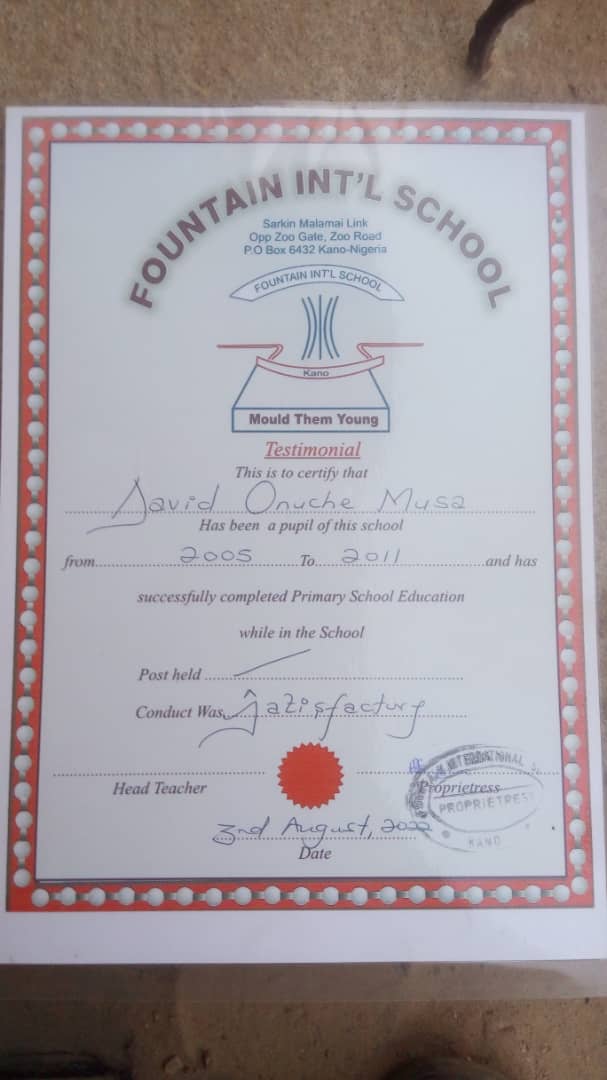 FOUNTAIN INT'L SCHOOL
Sarkin Malamai Link
Opp Zoo Gate, Zoo Road
P.O Box 6432 Kano-Nigeria
FOUNTAIN INT'L SCHOOL
Kano
Mould Them Young
Testimonial
This is to certify that
David Onuche Musa
Has been a pupil of this school
from 2005 To 2011 and has
successfully completed Primary School Education
while in the School
Post held
Conduct Was Satisfactory
Head Teacher
Proprietress
INTERNATIONAL
PROPRIETRESS
KANO
2nd August, 2022
Date